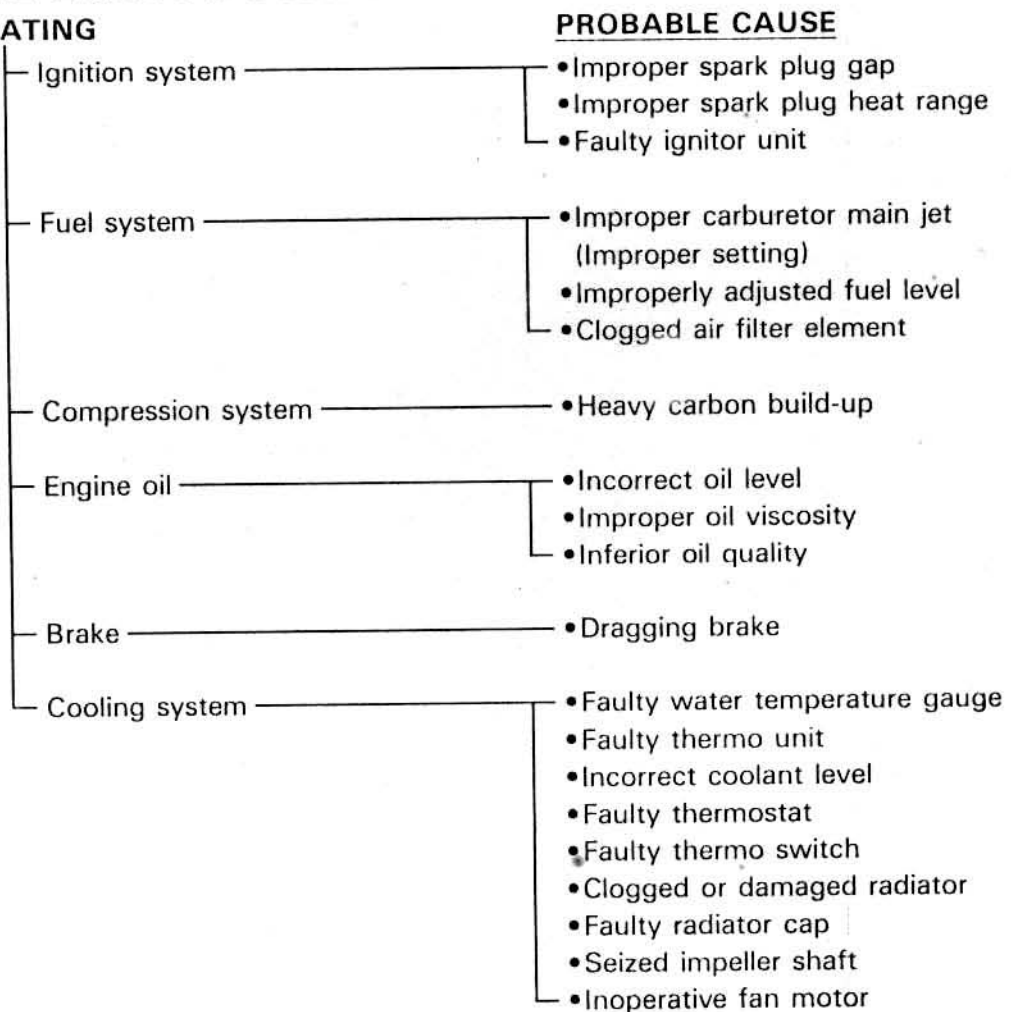 ATING
PROBABLE CAUSE
Ignition system
•Improper spark plug gap
•Improper spark plug heat range
•Faulty ignitor unit
Fuel system
•Improper carburetor main jet
(Improper setting)
•Improperly adjusted fuel level
•Clogged air filter element
Compression system
•Heavy carbon build-up
Engine oil
•Incorrect oil level
•Improper oil viscosity
•Inferior oil quality
Brake
•Dragging brake
Cooling system
•Faulty water temperature gauge
•Faulty thermo unit
•Incorrect coolant level
•Faulty thermostat
•Faulty thermo switch
•Clogged or damaged radiator
•Faulty radiator cap
•Seized impeller shaft
•Inoperative fan motor